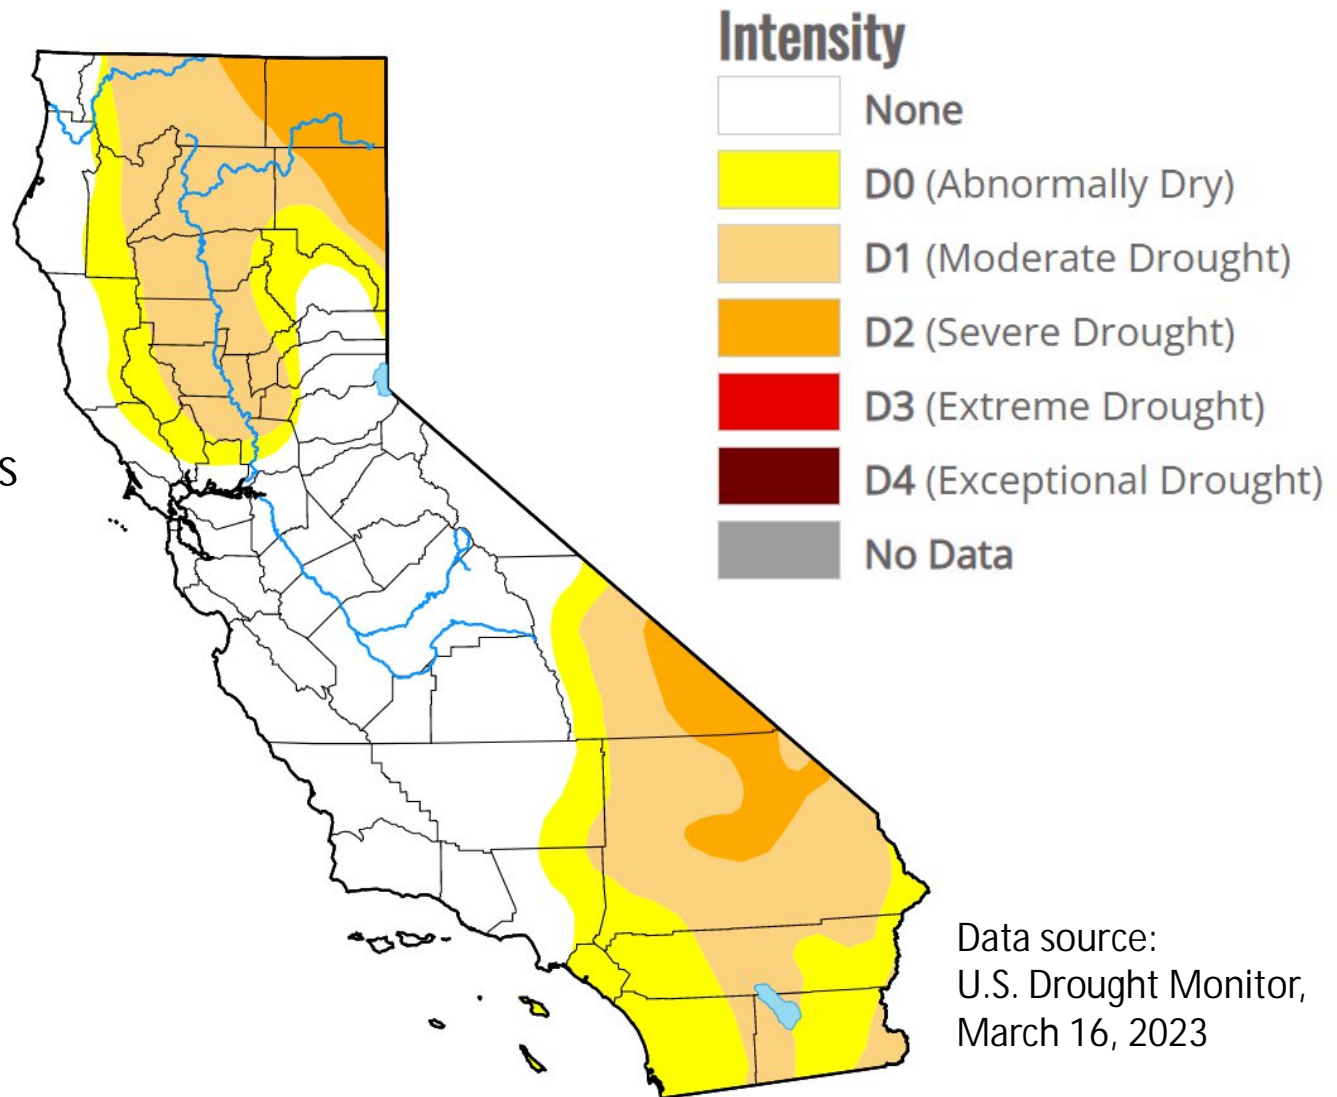 Intensity
None
D0 (Abnormally Dry)
D1 (Moderate Drought)
D2 (Severe Drought)
D3 (Extreme Drought)
D4 (Exceptional Drought)
No Data
s
Data source:
U.S. Drought Monitor,
March 16, 2023